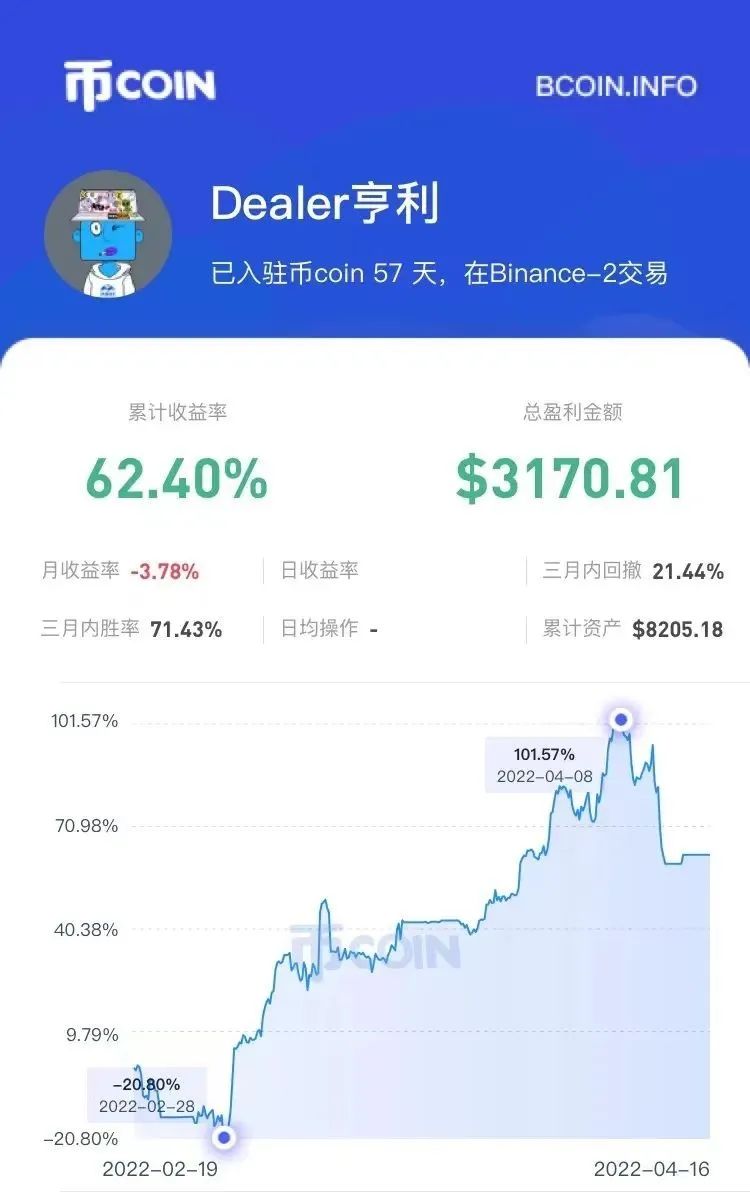 币COIN
BCOIN.INFO
Dealer亨利
已入驻币coin 57 天，在Binance-2交易
累计收益率 总盈利金额
62.40% $3170.81
月收益率 -3.78% 日收益率 三月内回撤 21.44%
三月内胜率 71.43% 日均操作 - 累计资产 $8205.18
101.57%
101.57%
2022-04-08
70.98%
40.38%
币COIN
9.79%
-20.80%
2022-02-28
-20.80%
2022-02-19 2022-04-16